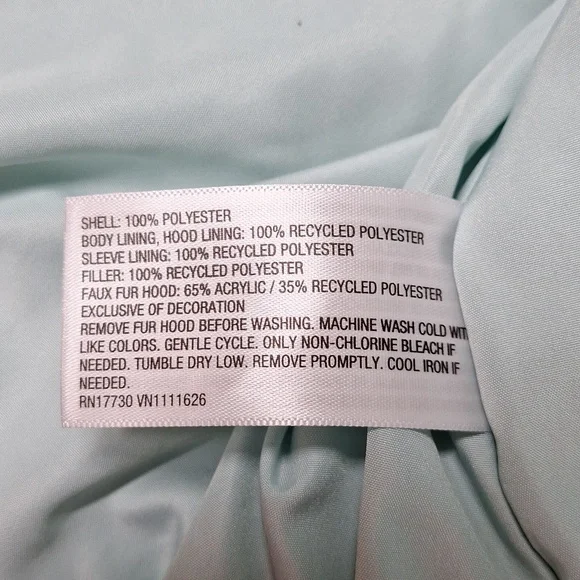 SHELL: 100% POLYESTER
BODY LINING, HOOD LINING: 100% RECYCLED POLYESTER
SLEEVE LINING: 100% RECYCLED POLYESTER
FILLER: 100% RECYCLED POLYESTER
FAUX FUR HOOD: 65% ACRYLIC / 35% RECYCLED POLYESTER
EXCLUSIVE OF DECORATION
REMOVE FUR HOOD BEFORE WASHING. MACHINE WASH COLD WITH
LIKE COLORS. GENTLE CYCLE. ONLY NON-CHLORINE BLEACH IF
NEEDED. TUMBLE DRY LOW. REMOVE PROMPTLY. COOL IRON IF
NEEDED.
RN17730 VN1111626